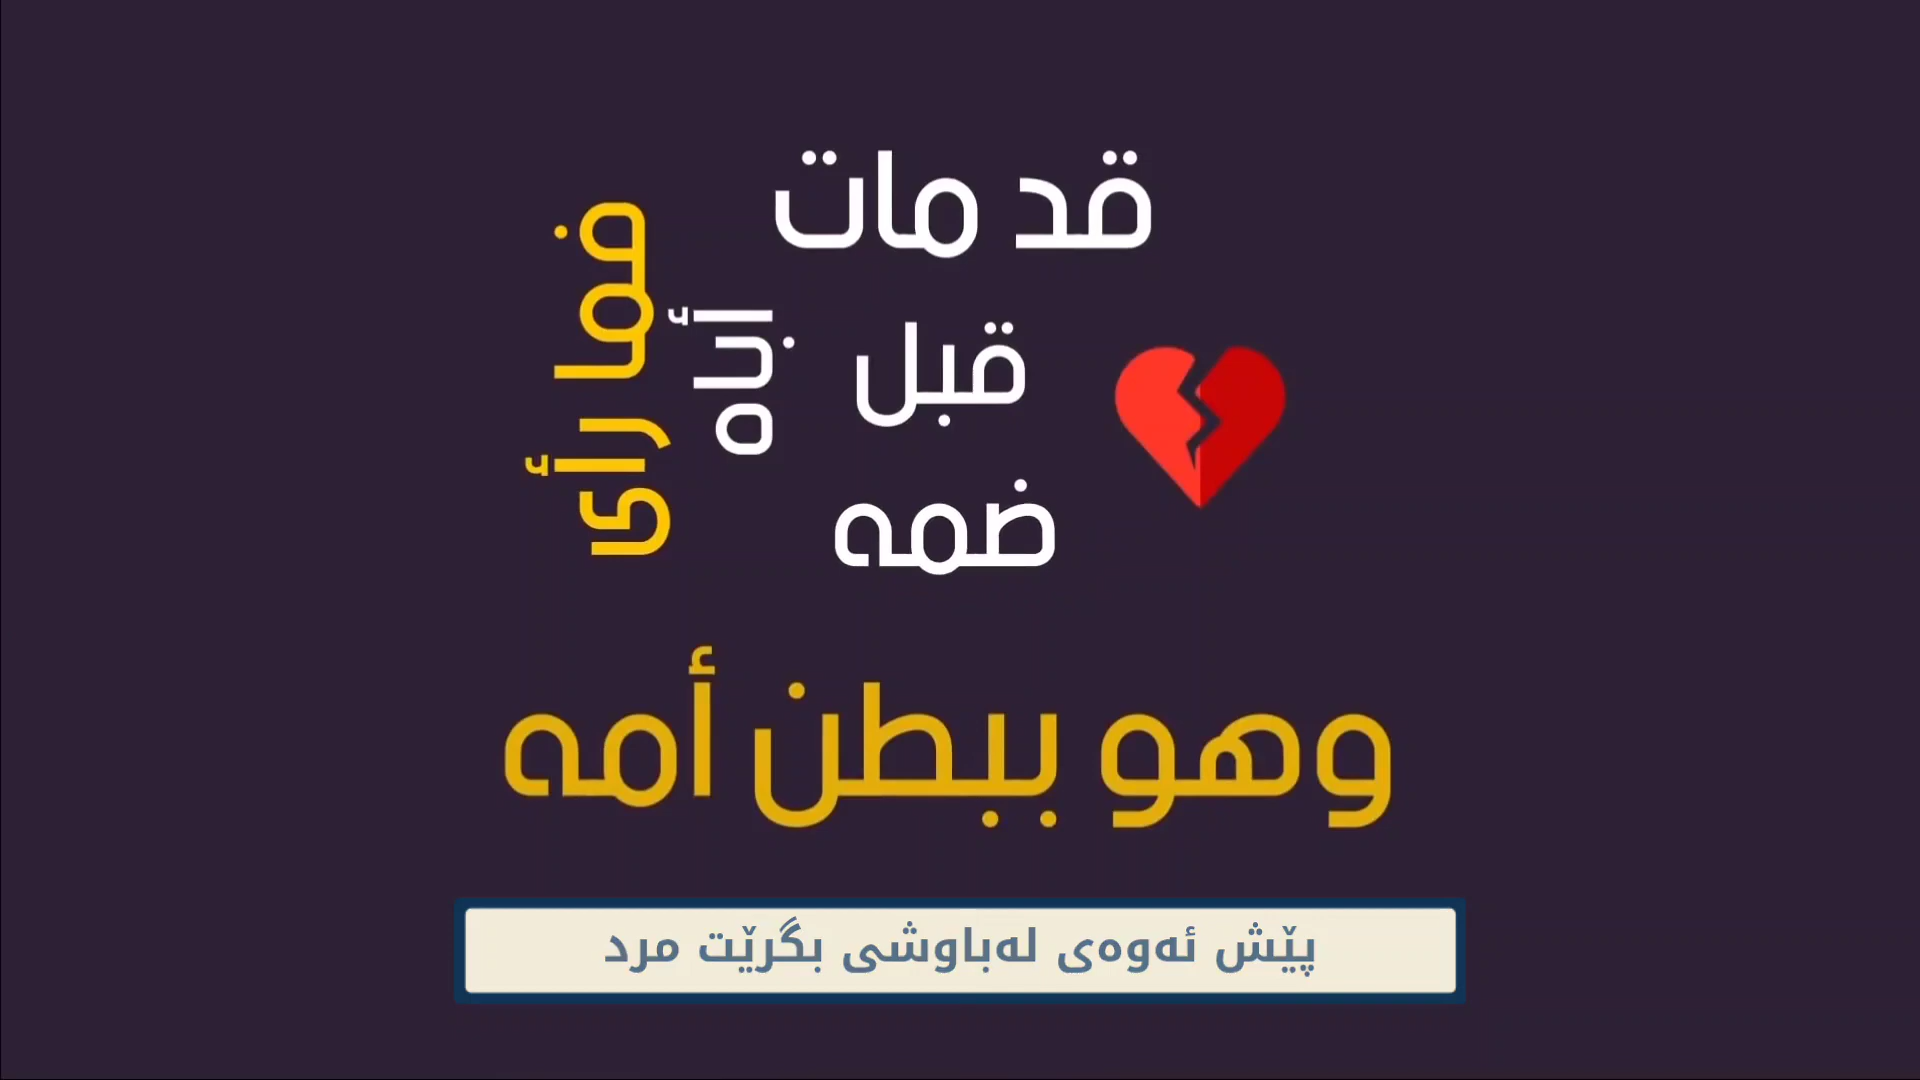 وهو ببطن أمه
فما رأى
أباه
قد مات
قبل
ضمه
پێش ئەوەی لەباوشی بگرێت مرد